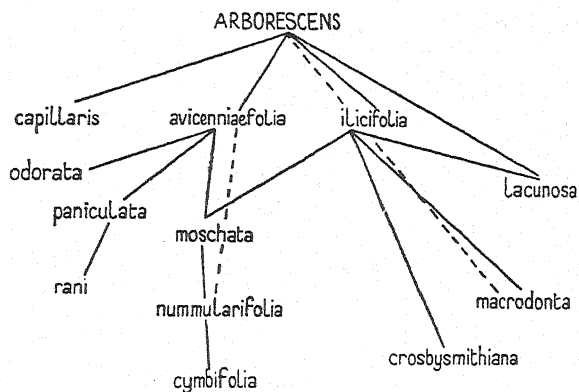 ARBORESCENS
capillaris
avicenniaefolia
ilicifolia
odorata
lacunosa
paniculata
moschata
rani
nummularifolia
macrodonta
crosbysmithiana
cymbifolia